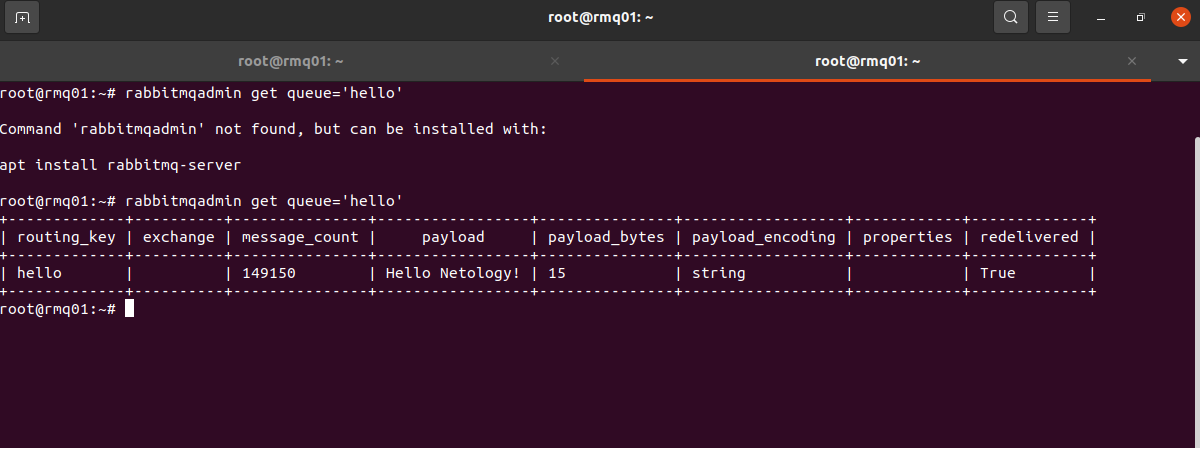 root@rmq01: ~
root@rmq01: ~
root@rmq01: ~
root@rmq01:~# rabbitmqadmin get queue='hello'
Command 'rabbitmqadmin' not found, but can be installed with:
apt install rabbitmq-server
root@rmq01:~# rabbitmqadmin get queue='hello'
+-------------+----------+---------------+-----------------+---------------+------------------+------------+-------------+
| routing_key | exchange | message_count |     payload     | payload_bytes | payload_encoding | properties | redelivered |
+-------------+----------+---------------+-----------------+---------------+------------------+------------+-------------+
| hello       |          | 149150        | Hello Netology! | 15            | string           |            | True        |
+-------------+----------+---------------+-----------------+---------------+------------------+------------+-------------+
root@rmq01:~#